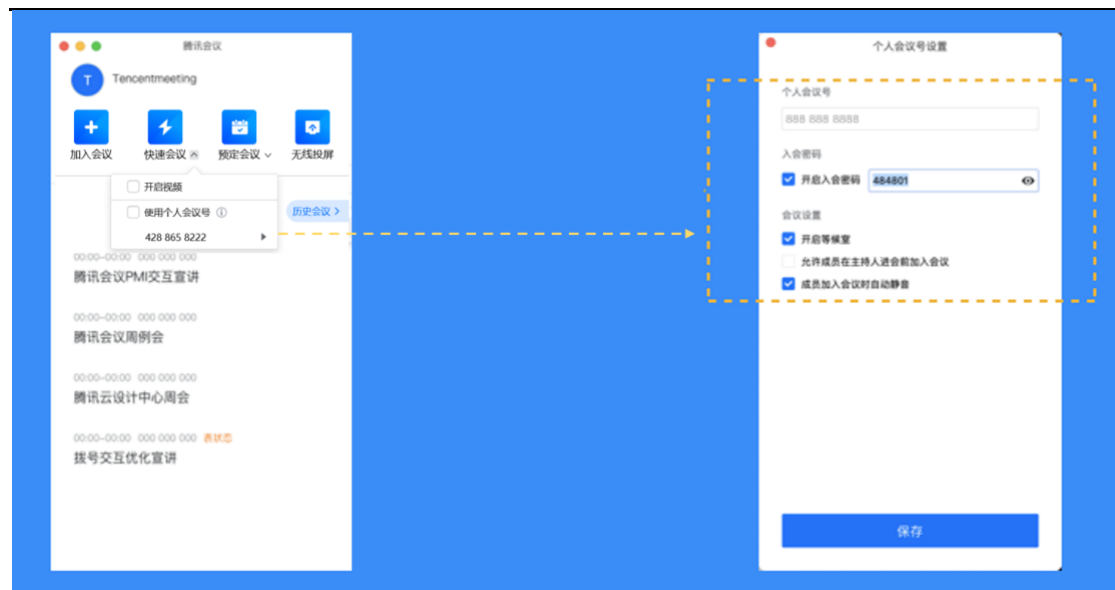 腾讯会议
T Tencentmeeting
加入会议 快速会议 预定会议 无线投屏
开启视频
使用个人会议号
历史会议
428 865 8222
00:00-00:00 000 000 000
腾讯会议PMI交互宣讲
00:00-00:00 000 000 000
腾讯会议周例会
00:00-00:00 000 000 000
腾讯云设计中心周会
00:00-00:00 000 000 000 表状态
拨号交互优化宣讲
个人会议号设置
个人会议号
888 888 8888
入会密码
开启入会密码 484801
会议设置
开启等候室
允许成员在主持人进会前加入会议
成员加入会议时自动静音
保存